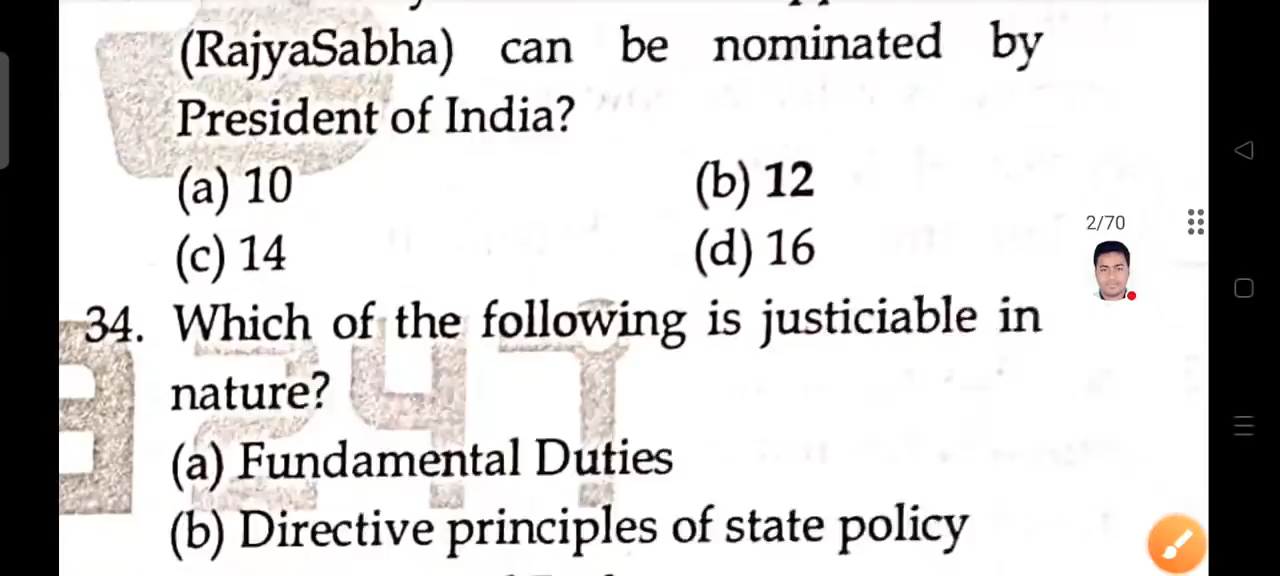 (RajyaSabha) can be nominated by
President of India?
(a) 10 (b) 12
(c) 14 (d) 16
2/70
34. Which of the following is justiciable in
nature?
(a) Fundamental Duties
(b) Directive principles of state policy